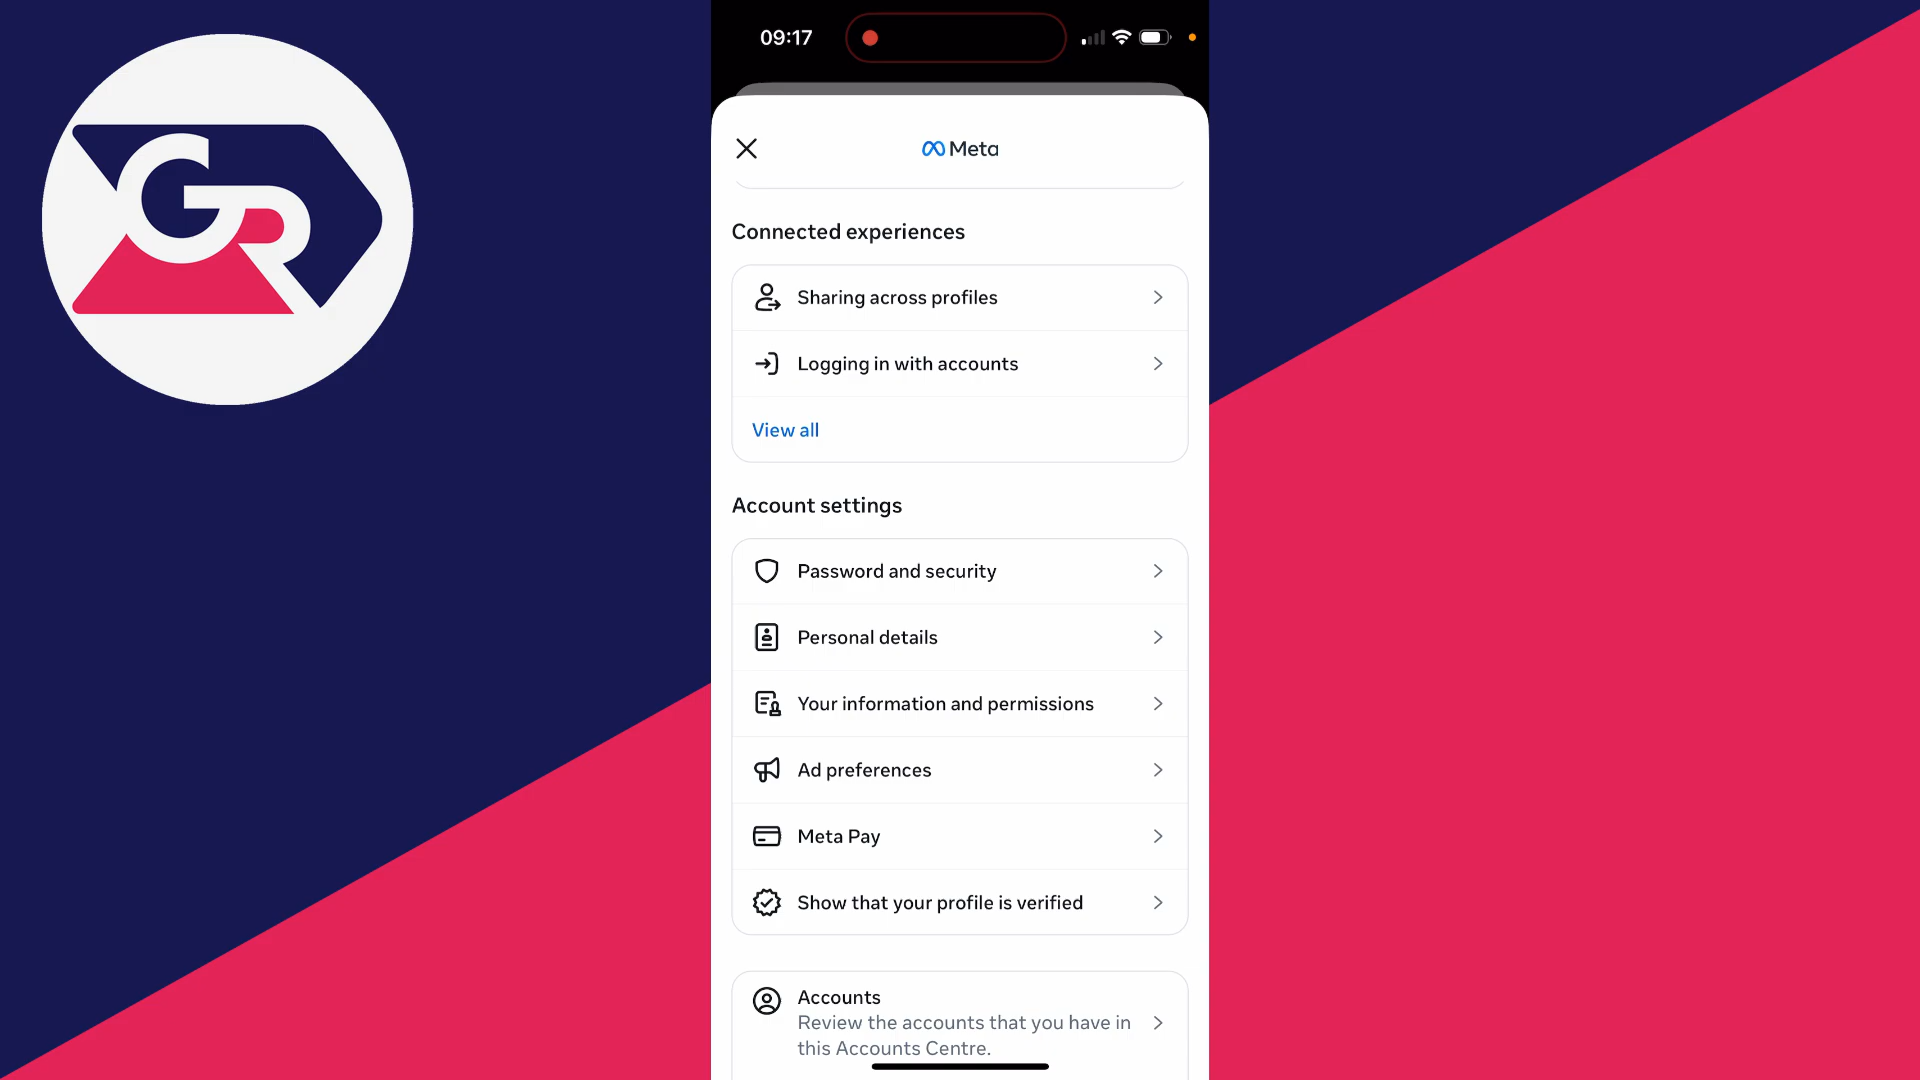 GR
09:17
Meta
Connected experiences
Sharing across profiles
Logging in with accounts
View all
Account settings
Password and security
Personal details
Your information and permissions
Ad preferences
Meta Pay
Show that your profile is verified
Accounts
Review the accounts that you have in
this Accounts Centre.